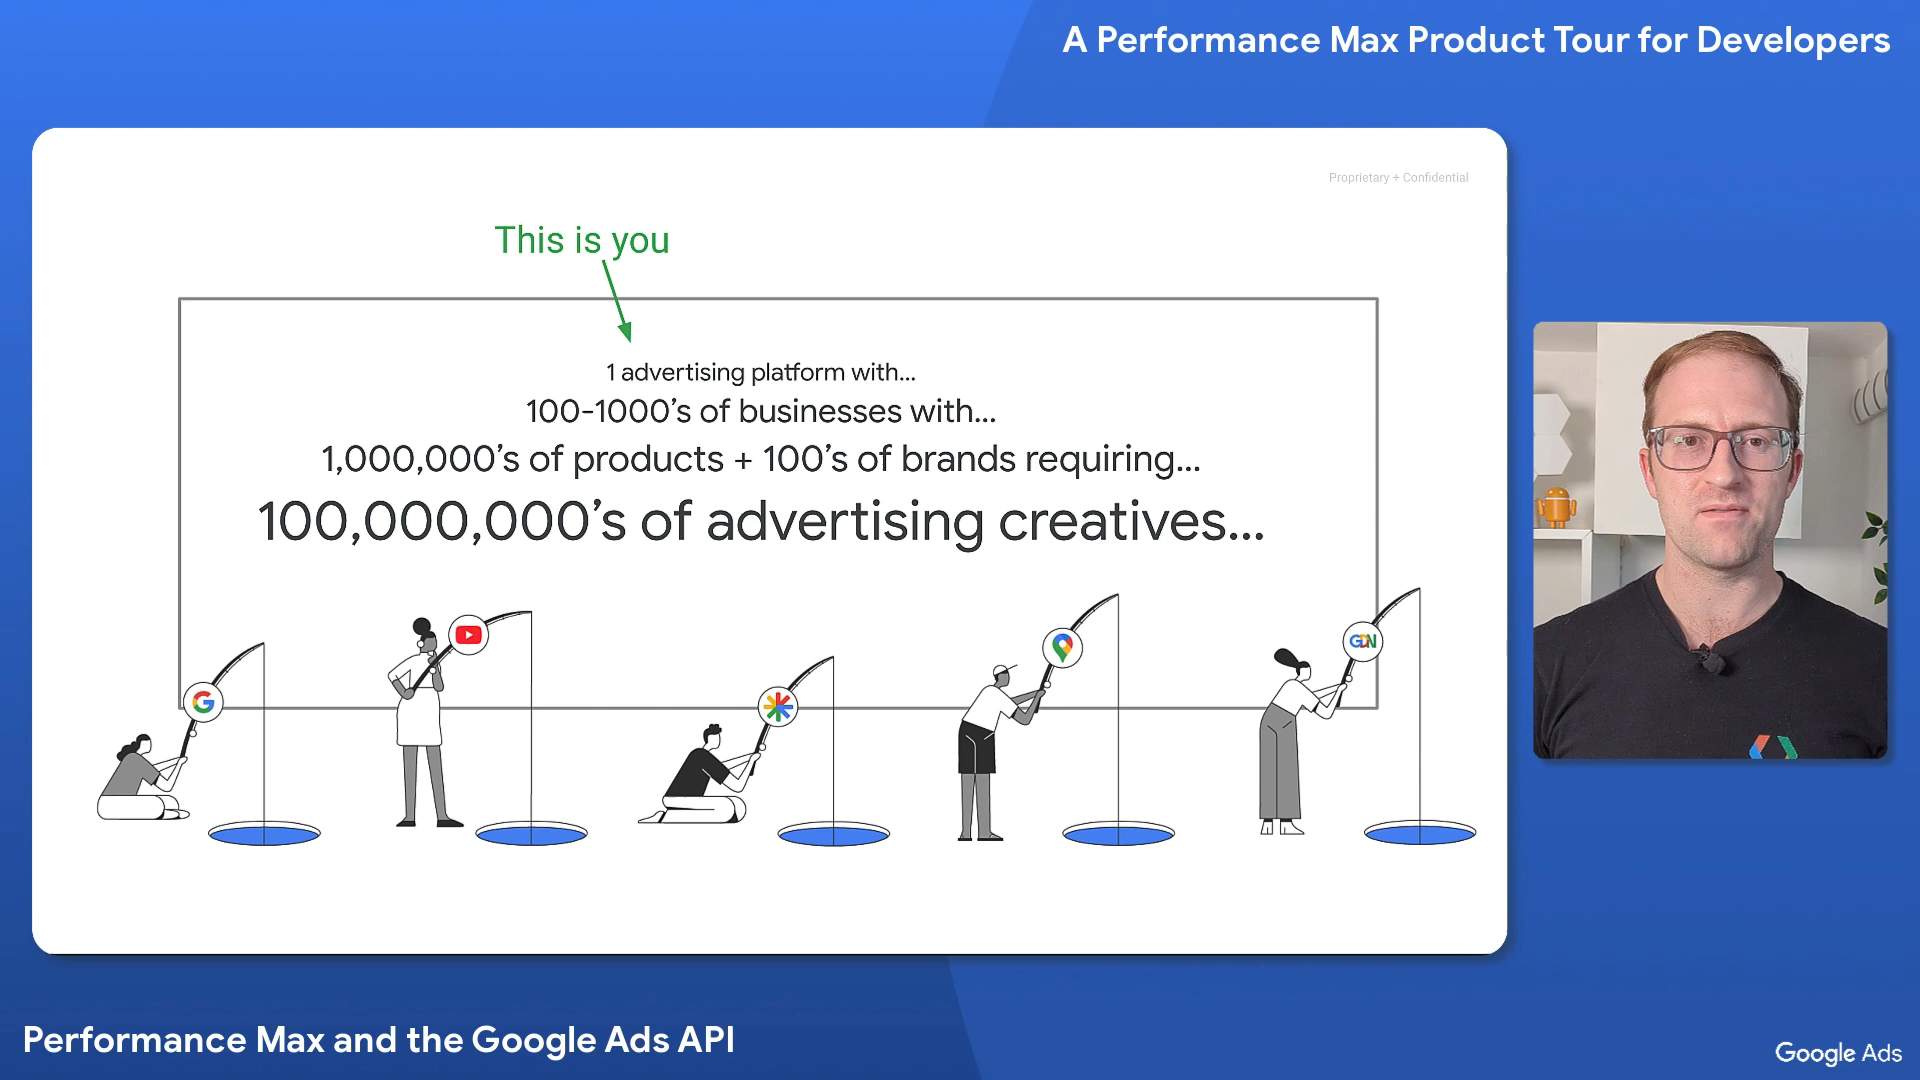 A Performance Max Product Tour for Developers
Proprietary + Confidential
This is you
1 advertising platform with...
100-1000’s of businesses with...
1,000,000’s of products + 100’s of brands requiring...
100,000,000’s of advertising creatives...
GDN
Performance Max and the Google Ads API
Google Ads